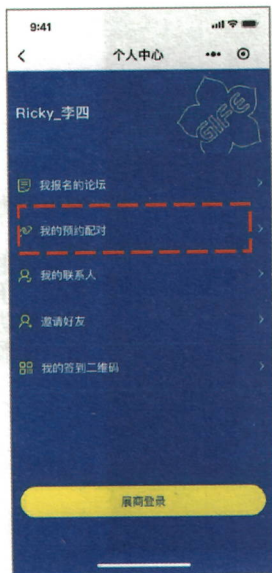 9:41
个人中心
Ricky_李四
GIFE
我报名的论坛
我的预约配对
我的联系人
邀请好友
我的签到二维码
展商登录